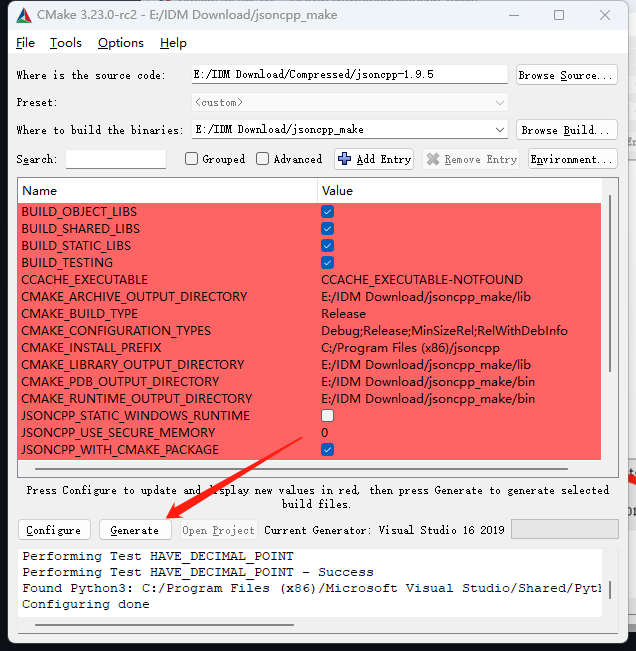 CMake 3.23.0-rc2 - E:/IDM Download/jsoncpp_make
File Tools Options Help
Where is the source code: E:/IDM Download/Compressed/jsoncpp-1.9.5 Browse Source...
Preset: <custom>
Where to build the binaries: E:/IDM Download/jsoncpp_make Browse Build...
Search: Grouped Advanced Add Entry Remove Entry Environment...
Name Value
BUILD_OBJECT_LIBS
BUILD_SHARED_LIBS
BUILD_STATIC_LIBS
BUILD_TESTING
CCACHE_EXECUTABLE CCACHE_EXECUTABLE-NOTFOUND
CMAKE_ARCHIVE_OUTPUT_DIRECTORY E:/IDM Download/jsoncpp_make/lib
CMAKE_BUILD_TYPE Release
CMAKE_CONFIGURATION_TYPES Debug;Release;MinSizeRel;RelWithDebInfo
CMAKE_INSTALL_PREFIX C:/Program Files (x86)/jsoncpp
CMAKE_LIBRARY_OUTPUT_DIRECTORY E:/IDM Download/jsoncpp_make/lib
CMAKE_PDB_OUTPUT_DIRECTORY E:/IDM Download/jsoncpp_make/bin
CMAKE_RUNTIME_OUTPUT_DIRECTORY E:/IDM Download/jsoncpp_make/bin
JSONCPP_STATIC_WINDOWS_RUNTIME
JSONCPP_USE_SECURE_MEMORY 0
JSONCPP_WITH_CMAKE_PACKAGE
Press Configure to update and display new values in red, then press Generate to generate selected
build files.
Configure Generate Open Project Current Generator: Visual Studio 16 2019
Performing Test HAVE_DECIMAL_POINT
Performing Test HAVE_DECIMAL_POINT - Success
Found Python3: C:/Program Files (x86)/Microsoft Visual Studio/Shared/Pyth
Configuring done